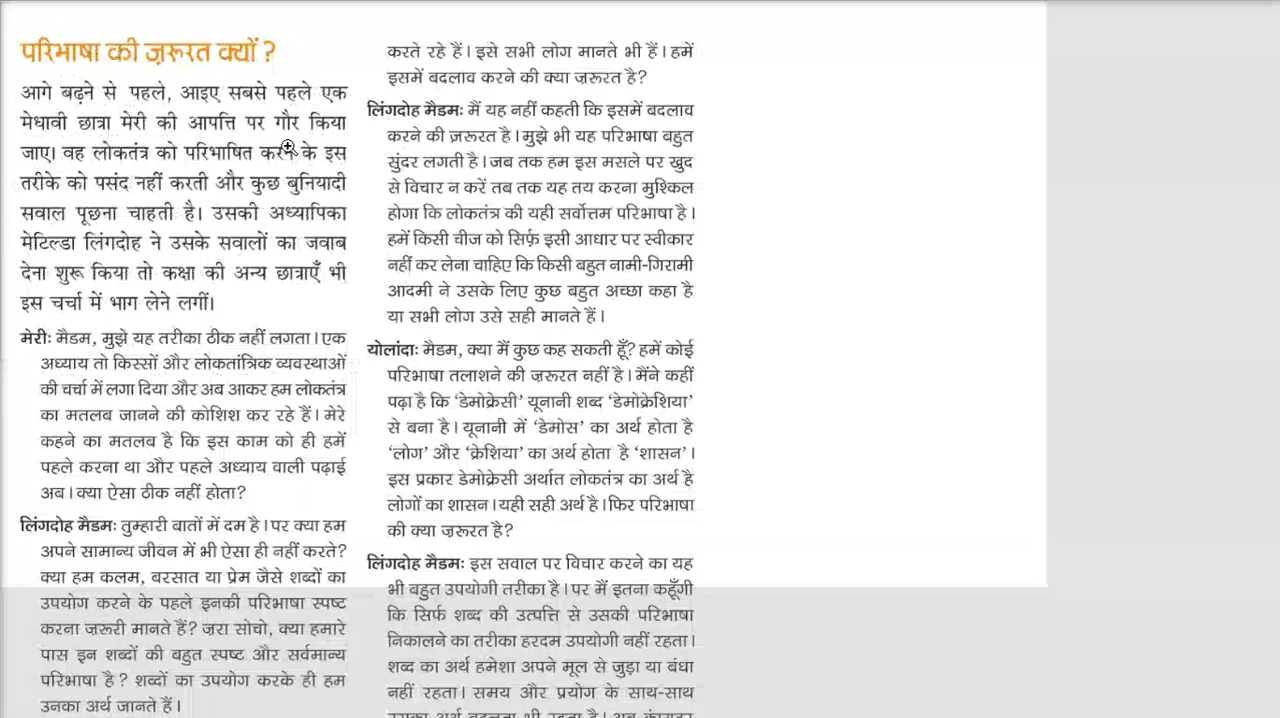 परिभाषा की ज़रूरत क्यों ?
आगे बढ़ने से पहले, आइए सबसे पहले एक
मेधावी छात्रा मेरी की आपत्ति पर गौर किया
जाए। वह लोकतंत्र को परिभाषित करने के इस
तरीके को पसंद नहीं करती और कुछ बुनियादी
सवाल पूछना चाहती है। उसकी अध्यापिका
मेटिल्डा लिंगदोह ने उसके सवालों का जवाब
देना शुरू किया तो कक्षा की अन्य छात्राएँ भी
इस चर्चा में भाग लेने लगीं।
मेरीः मैडम, मुझे यह तरीका ठीक नहीं लगता। एक
अध्याय तो किस्सों और लोकतांत्रिक व्यवस्थाओं
की चर्चा में लगा दिया और अब आकर हम लोकतंत्र
का मतलब जानने की कोशिश कर रहे हैं। मेरे
कहने का मतलब है कि इस काम को ही हमें
पहले करना था और पहले अध्याय वाली पढ़ाई
अब। क्या ऐसा ठीक नहीं होता?
लिंगदोह मैडमः तुम्हारी बातों में दम है। पर क्या हम
अपने सामान्य जीवन में भी ऐसा ही नहीं करते?
क्या हम कलम, बरसात या प्रेम जैसे शब्दों का
उपयोग करने के पहले इनकी परिभाषा स्पष्ट
करना ज़रूरी मानते हैं? ज़रा सोचो, क्या हमारे
पास इन शब्दों की बहुत स्पष्ट और सर्वमान्य
परिभाषा है ? शब्दों का उपयोग करके ही हम
उनका अर्थ जानते हैं।
करते रहे हैं। इसे सभी लोग मानते भी हैं। हमें
इसमें बदलाव करने की क्या ज़रूरत है?
लिंगदोह मैडमः मैं यह नहीं कहती कि इसमें बदलाव
करने की ज़रूरत है। मुझे भी यह परिभाषा बहुत
सुंदर लगती है। जब तक हम इस मसले पर खुद
से विचार न करें तब तक यह तय करना मुश्किल
होगा कि लोकतंत्र की यही सर्वोत्तम परिभाषा है।
हमें किसी चीज को सिर्फ़ इसी आधार पर स्वीकार
नहीं कर लेना चाहिए कि किसी बहुत नामी-गिरामी
आदमी ने उसके लिए कुछ बहुत अच्छा कहा है
या सभी लोग उसे सही मानते हैं।
योलांदाः मैडम, क्या मैं कुछ कह सकती हूँ? हमें कोई
परिभाषा तलाशने की ज़रूरत नहीं है। मैंने कहीं
पढ़ा है कि ‘डेमोक्रेसी’ यूनानी शब्द ‘डेमोक्रेशिया’
से बना है। यूनानी में ‘डेमोस’ का अर्थ होता है
‘लोग’ और ‘क्रेशिया’ का अर्थ होता है ‘शासन’।
इस प्रकार डेमोक्रेसी अर्थात लोकतंत्र का अर्थ है
लोगों का शासन। यही सही अर्थ है। फिर परिभाषा
की क्या ज़रूरत है?
लिंगदोह मैडमः इस सवाल पर विचार करने का यह
भी बहुत उपयोगी तरीका है। पर मैं इतना कहूँगी
कि सिर्फ शब्द की उत्पत्ति से उसकी परिभाषा
निकालने का तरीका हरदम उपयोगी नहीं रहता।
शब्द का अर्थ हमेशा अपने मूल से जुड़ा या बंधा
नहीं रहता। समय और प्रयोग के साथ-साथ